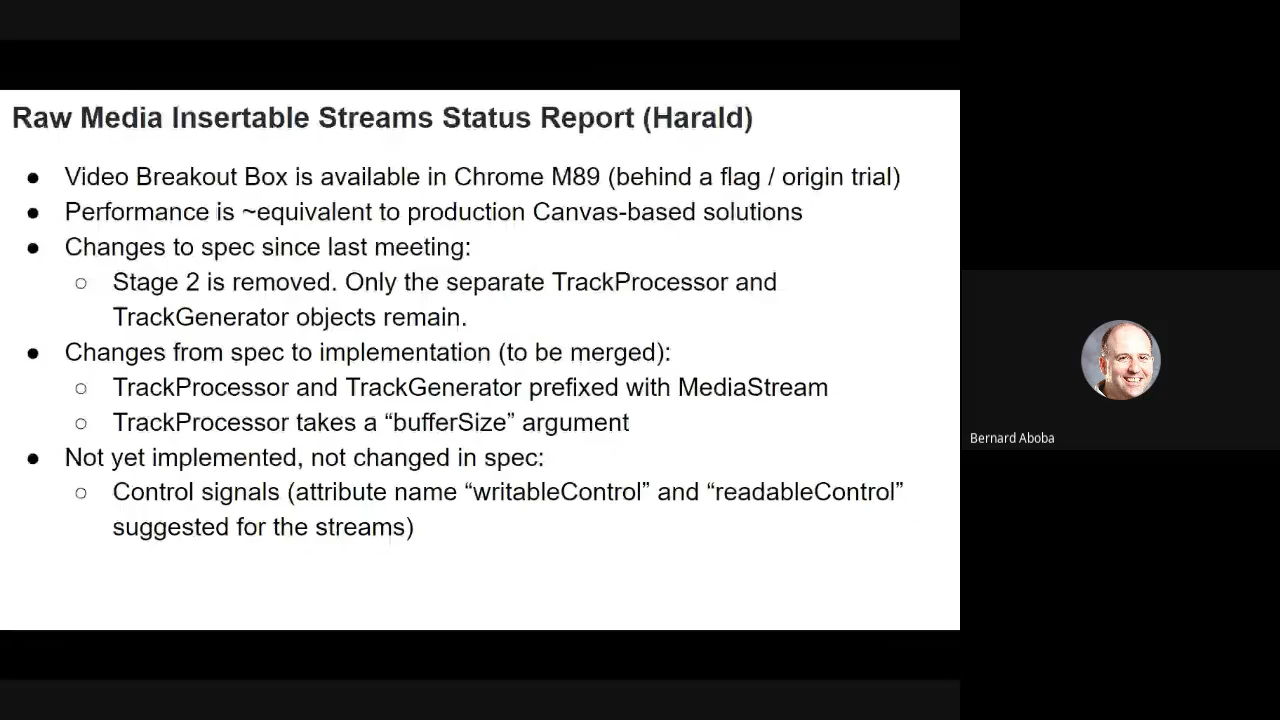 Raw Media Insertable Streams Status Report (Harald)
● Video Breakout Box is available in Chrome M89 (behind a flag / origin trial)
● Performance is ~equivalent to production Canvas-based solutions
● Changes to spec since last meeting:
○ Stage 2 is removed. Only the separate TrackProcessor and
TrackGenerator objects remain.
● Changes from spec to implementation (to be merged):
○ TrackProcessor and TrackGenerator prefixed with MediaStream
○ TrackProcessor takes a “bufferSize” argument
● Not yet implemented, not changed in spec:
○ Control signals (attribute name “writableControl” and “readableControl”
suggested for the streams)
Bernard Aboba